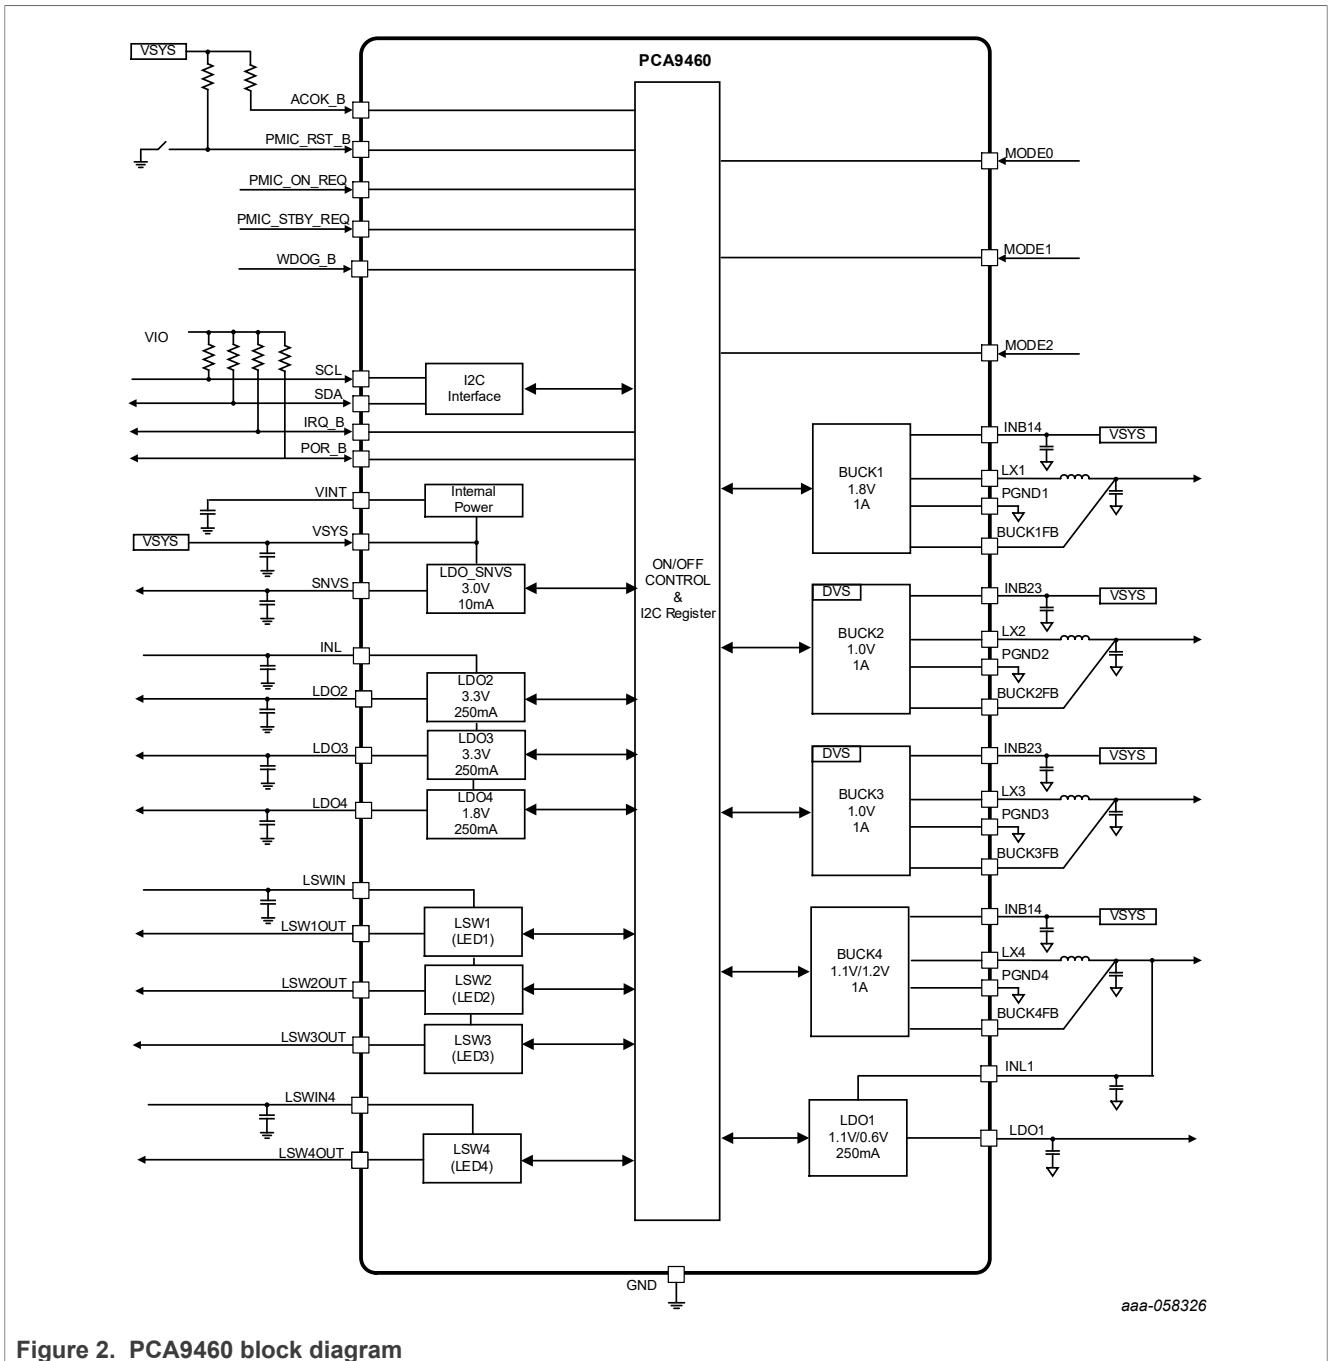 PCA9460
VSYS
ACOK_B
PMIC_RST_B
PMIC_ON_REQ
PMIC_STBY_REQ
WDOG_B
MODE0
MODE1
MODE2
VIO
SCL
SDA
IRQ_B
POR_B
I2C
Interface
VINT
Internal
Power
VSYS
VSYS
SNVS
LDO_SNVS
3.0V
10mA
INL
LDO2
LDO2
3.3V
250mA
LDO3
LDO3
3.3V
250mA
LDO4
LDO4
1.8V
250mA
LSWIN
LSW1OUT
LSW1
(LED1)
LSW2OUT
LSW2
(LED2)
LSW3OUT
LSW3
(LED3)
LSWIN4
LSW4OUT
LSW4
(LED4)
ON/OFF
CONTROL
&
I2C Register
BUCK1
1.8V
1A
INB14
VSYS
LX1
PGND1
BUCK1FB
DVS
BUCK2
1.0V
1A
INB23
VSYS
LX2
PGND2
BUCK2FB
DVS
BUCK3
1.0V
1A
INB23
VSYS
LX3
PGND3
BUCK3FB
BUCK4
1.1V/1.2V
1A
INB14
VSYS
LX4
PGND4
BUCK4FB
INL1
LDO1
1.1V/0.6V
250mA
LDO1
GND
aaa-058326
Figure 2. PCA9460 block diagram